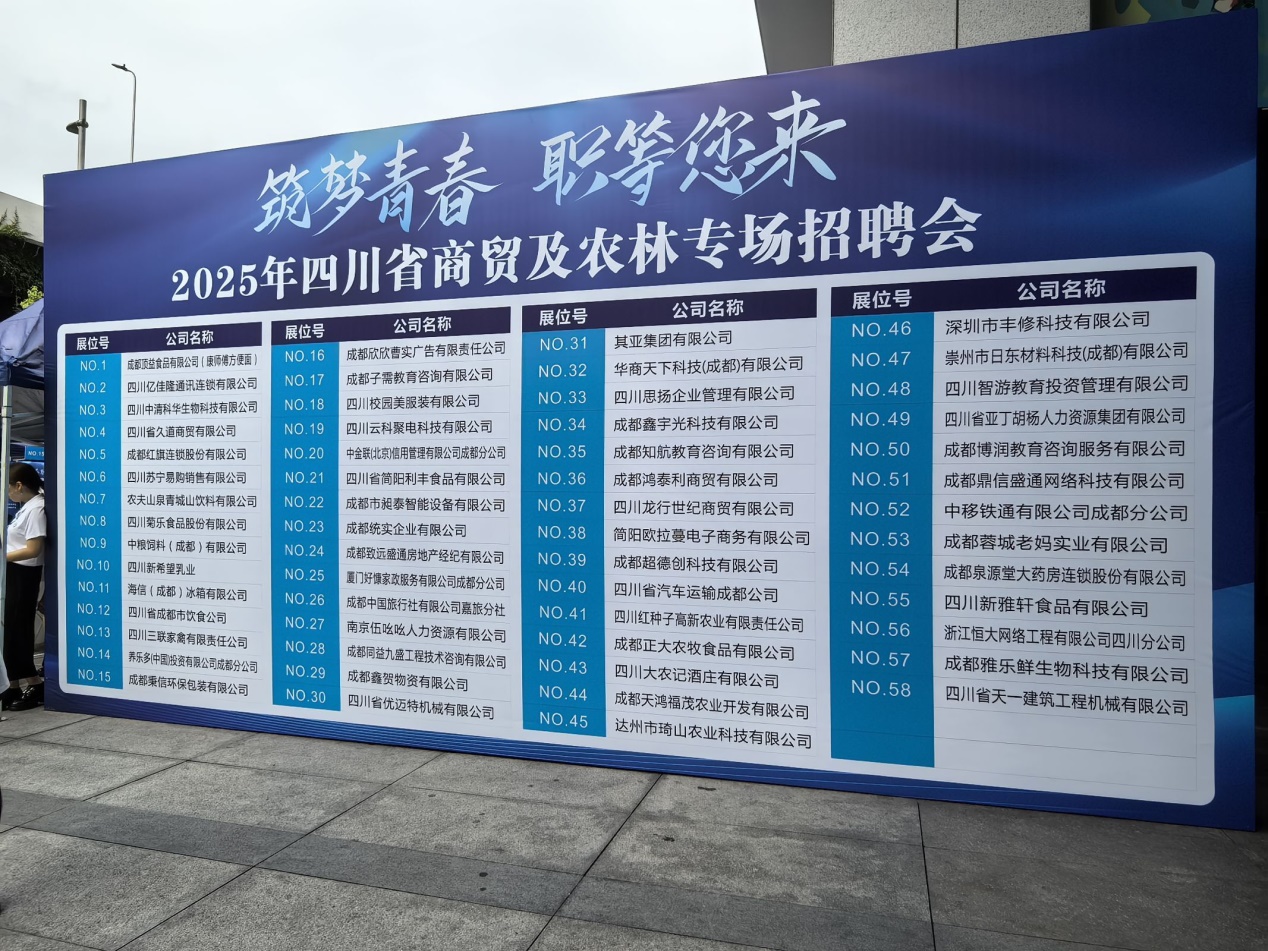 筑梦青春 职等您来
2025年四川省商贸及农林专场招聘会
展位号 公司名称
NO.1 成都顶益食品有限公司（康师傅方便面）
NO.2 四川亿佳隆通讯连锁有限公司
NO.3 四川中清科华生物科技有限公司
NO.4 四川省久道商贸有限公司
NO.5 成都红旗连锁股份有限公司
NO.6 四川苏宁易购销售有限公司
NO.7 农夫山泉青城山饮料有限公司
NO.8 四川菊乐食品股份有限公司
NO.9 中粮饲料（成都）有限公司
NO.10 四川新希望乳业
NO.11 海信（成都）冰箱有限公司
NO.12 四川省成都市饮食公司
NO.13 四川三联家禽有限责任公司
NO.14 养乐多(中国)投资有限公司成都分公司
NO.15 成都秉信环保包装有限公司
展位号 公司名称
NO.16 成都欣欣曹实广告有限责任公司
NO.17 成都子需教育咨询有限公司
NO.18 四川校园美服装有限公司
NO.19 四川云科聚电科技有限公司
NO.20 中金联(北京)信用管理有限公司成都分公司
NO.21 四川省简阳利丰食品有限公司
NO.22 成都市昶泰智能设备有限公司
NO.23 成都统实企业有限公司
NO.24 成都致远盛通房地产经纪有限公司
NO.25 厦门好慷家政服务有限公司成都分公司
NO.26 成都中国旅行社有限公司嘉旅分社
NO.27 南京伍吆吆人力资源有限公司
NO.28 成都同益九盛工程技术咨询有限公司
NO.29 成都鑫贺物资有限公司
NO.30 四川省优迈特机械有限公司
展位号 公司名称
NO.31 其亚集团有限公司
NO.32 华商天下科技(成都)有限公司
NO.33 四川思扬企业管理有限公司
NO.34 成都鑫宇光科技有限公司
NO.35 成都知航教育咨询有限公司
NO.36 成都鸿泰利商贸有限公司
NO.37 四川龙行世纪商贸有限公司
NO.38 简阳欧拉蔓电子商务有限公司
NO.39 成都超德创科技有限公司
NO.40 四川省汽车运输成都公司
NO.41 四川红种子高新农业有限责任公司
NO.42 成都正大农牧食品有限公司
NO.43 四川大农记酒庄有限公司
NO.44 成都天鸿福茂农业开发有限公司
NO.45 达州市琦山农业科技有限公司
展位号 公司名称
NO.46 深圳市丰修科技有限公司
NO.47 崇州市日东材料科技(成都)有限公司
NO.48 四川智游教育投资管理有限公司
NO.49 四川省亚丁胡杨人力资源集团有限公司
NO.50 成都博润教育咨询服务有限公司
NO.51 成都鼎信盛通网络科技有限公司
NO.52 中移铁通有限公司成都分公司
NO.53 成都蓉城老妈实业有限公司
NO.54 成都泉源堂大药房连锁股份有限公司
NO.55 四川新雅轩食品有限公司
NO.56 浙江恒大网络工程有限公司四川分公司
NO.57 成都雅乐鲜生物科技有限公司
NO.58 四川省天一建筑工程机械有限公司